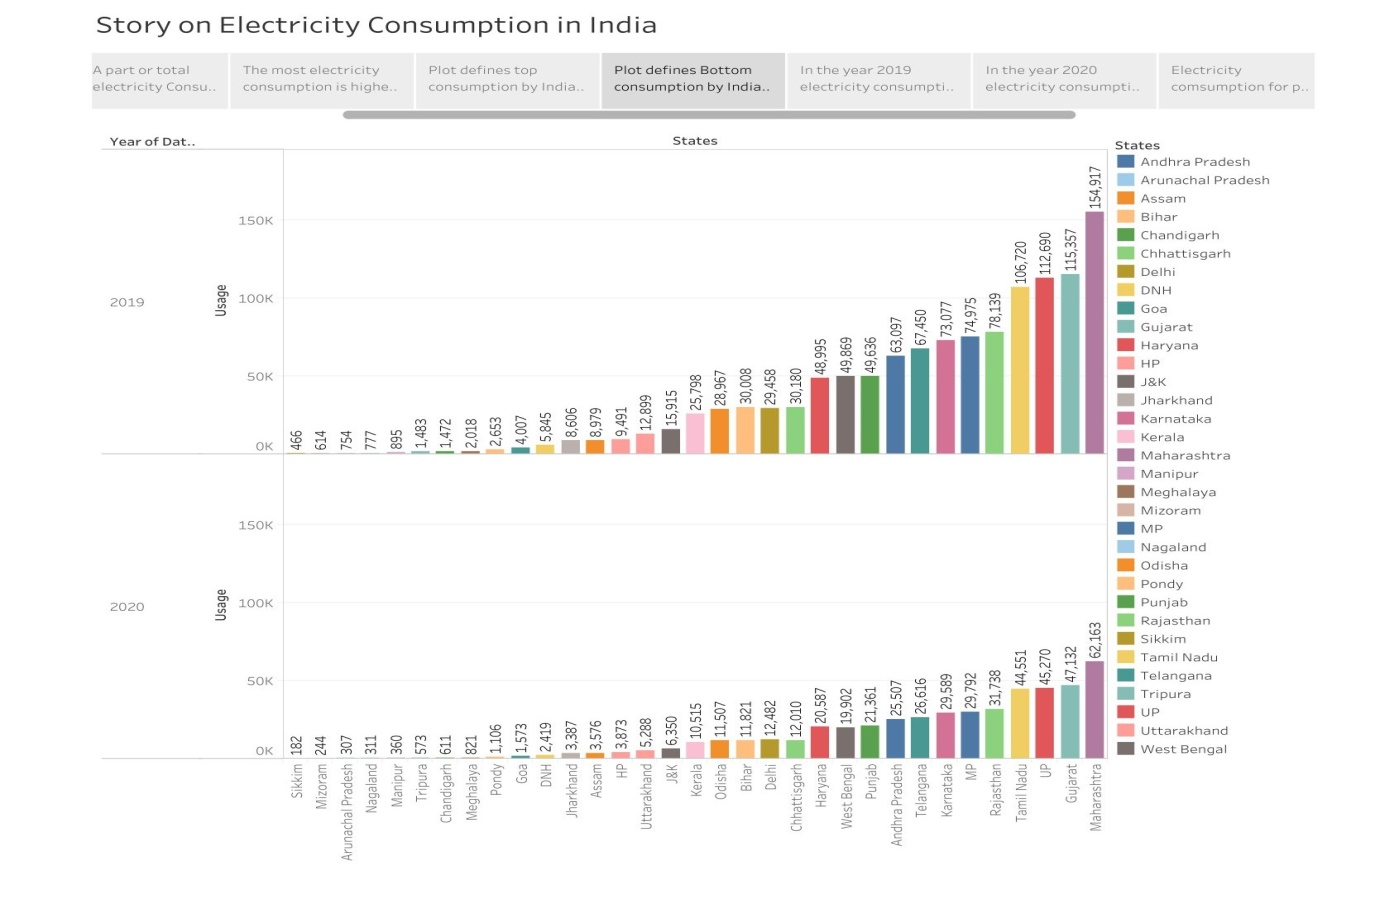 Story on Electricity Consumption in India
A part or total
electricity Consu..
The most electricity
consumption is highe..
Plot defines top
consumption by India..
Plot defines Bottom
consumption by India..
In the year 2019
electricity consumpti..
In the year 2020
electricity consumpti..
Electricity
comsumption for p..
Year of Dat..
States
2019
Usage
150K
100K
50K
0K
466
614
754
777
895
1,483
1,472
2,018
2,653
4,007
5,845
8,606
8,979
9,491
12,899
15,915
25,798
28,967
30,008
29,458
30,180
48,995
49,869
49,636
63,097
67,450
73,077
74,975
78,139
106,720
112,690
115,357
154,917
2020
Usage
150K
100K
50K
0K
182
244
307
311
360
573
611
821
1,106
1,573
2,419
3,387
3,576
3,873
5,288
6,350
10,515
11,507
11,821
12,482
12,010
20,587
19,902
21,361
25,507
26,616
29,589
29,792
31,738
44,551
45,270
47,132
62,163
Sikkim
Mizoram
Arunachal Pradesh
Nagaland
Manipur
Tripura
Chandigarh
Meghalaya
Pondy
Goa
DNH
Jharkhand
Assam
HP
Uttarakhand
J&K
Kerala
Odisha
Bihar
Delhi
Chhattisgarh
Haryana
West Bengal
Punjab
Andhra Pradesh
Telangana
Karnataka
MP
Rajasthan
Tamil Nadu
UP
Gujarat
Maharashtra
States
Andhra Pradesh
Arunachal Pradesh
Assam
Bihar
Chandigarh
Chhattisgarh
Delhi
DNH
Goa
Gujarat
Haryana
HP
J&K
Jharkhand
Karnataka
Kerala
Maharashtra
Manipur
Meghalaya
Mizoram
MP
Nagaland
Odisha
Pondy
Punjab
Rajasthan
Sikkim
Tamil Nadu
Telangana
Tripura
UP
Uttarakhand
West Bengal